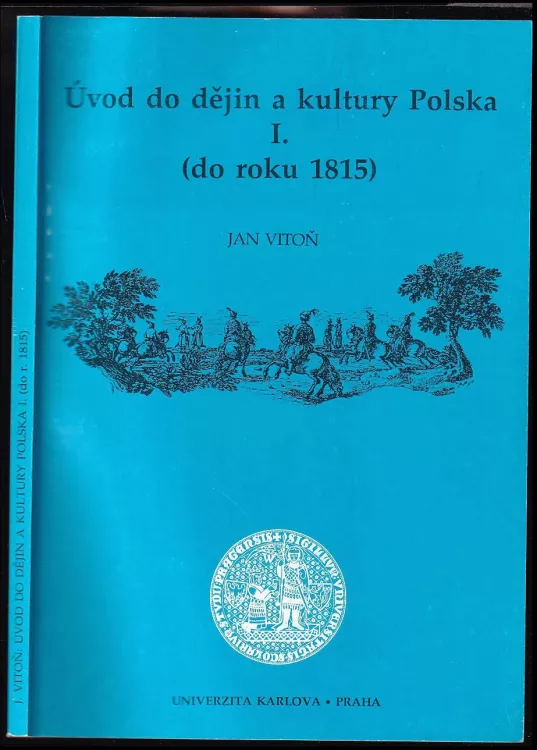 Úvod do dějin a kultury Polska
I.
(do roku 1815)
JAN VITOŇ
UNIVERZITA KARLOVA • PRAHA
J. VITOŇ: ÚVOD DO DĚJIN A KULTURY POLSKA I. (do r. 1815)